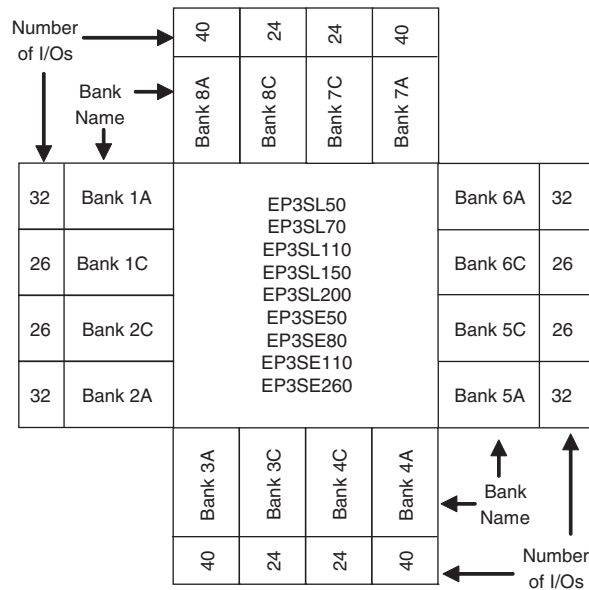 Number
of I/Os
40
24
24
40
Bank
Name
Bank 8A
Bank 8C
Bank 7C
Bank 7A
32
Bank 1A
26
Bank 1C
26
Bank 2C
32
Bank 2A
EP3SL50
EP3SL70
EP3SL110
EP3SL150
EP3SL200
EP3SE50
EP3SE80
EP3SE110
EP3SE260
Bank 6A
32
Bank 6C
26
Bank 5C
26
Bank 5A
32
Bank 3A
Bank 3C
Bank 4C
Bank 4A
Bank
Name
40
24
24
40
Number
of I/Os